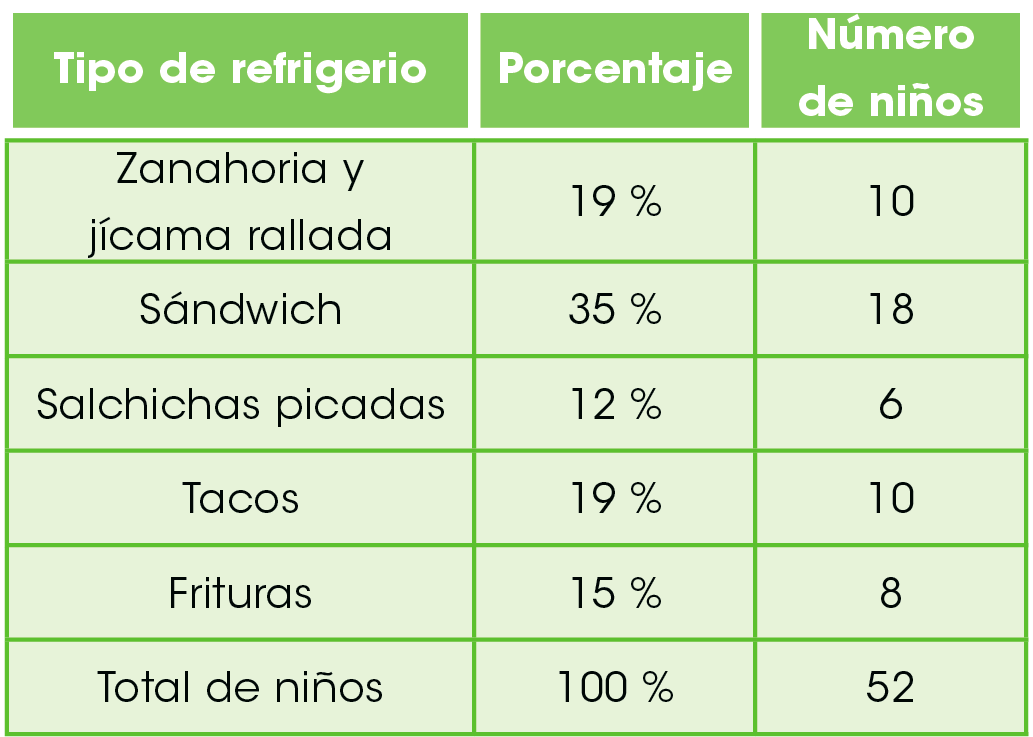 Tipo de refrigerio Porcentaje Número
de niños
Zanahoria y
jícama rallada 19 % 10
Sándwich 35 % 18
Salchichas picadas 12 % 6
Tacos 19 % 10
Frituras 15 % 8
Total de niños 100 % 52